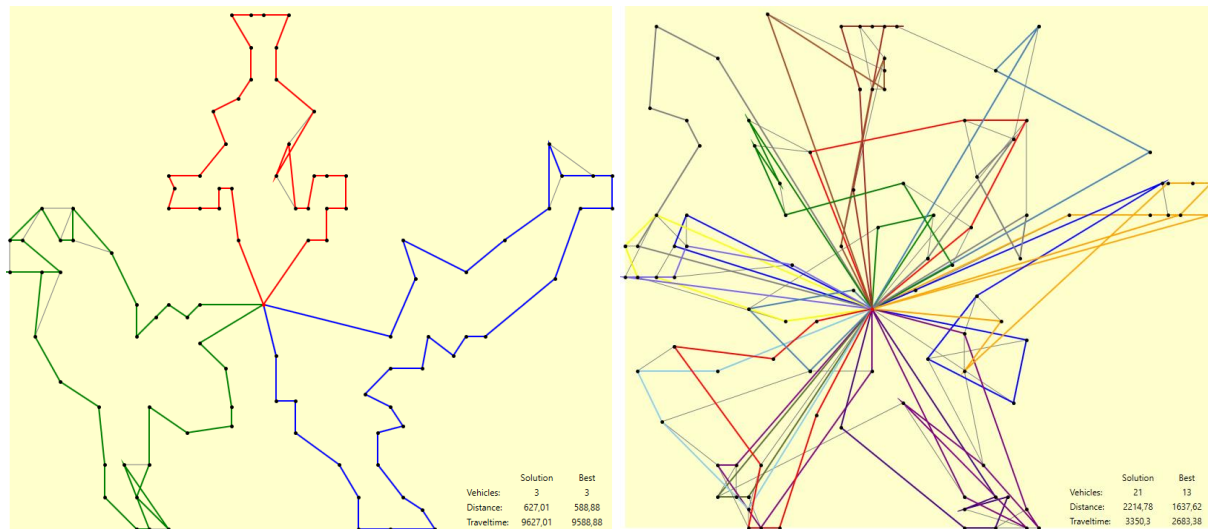 Solution Best
Vehicles: 3 3
Distance: 627,01 588,88
Traveltime: 9627,01 9588,88
Solution Best
Vehicles: 21 13
Distance: 2214,78 1637,62
Traveltime: 3350,3 2683,38